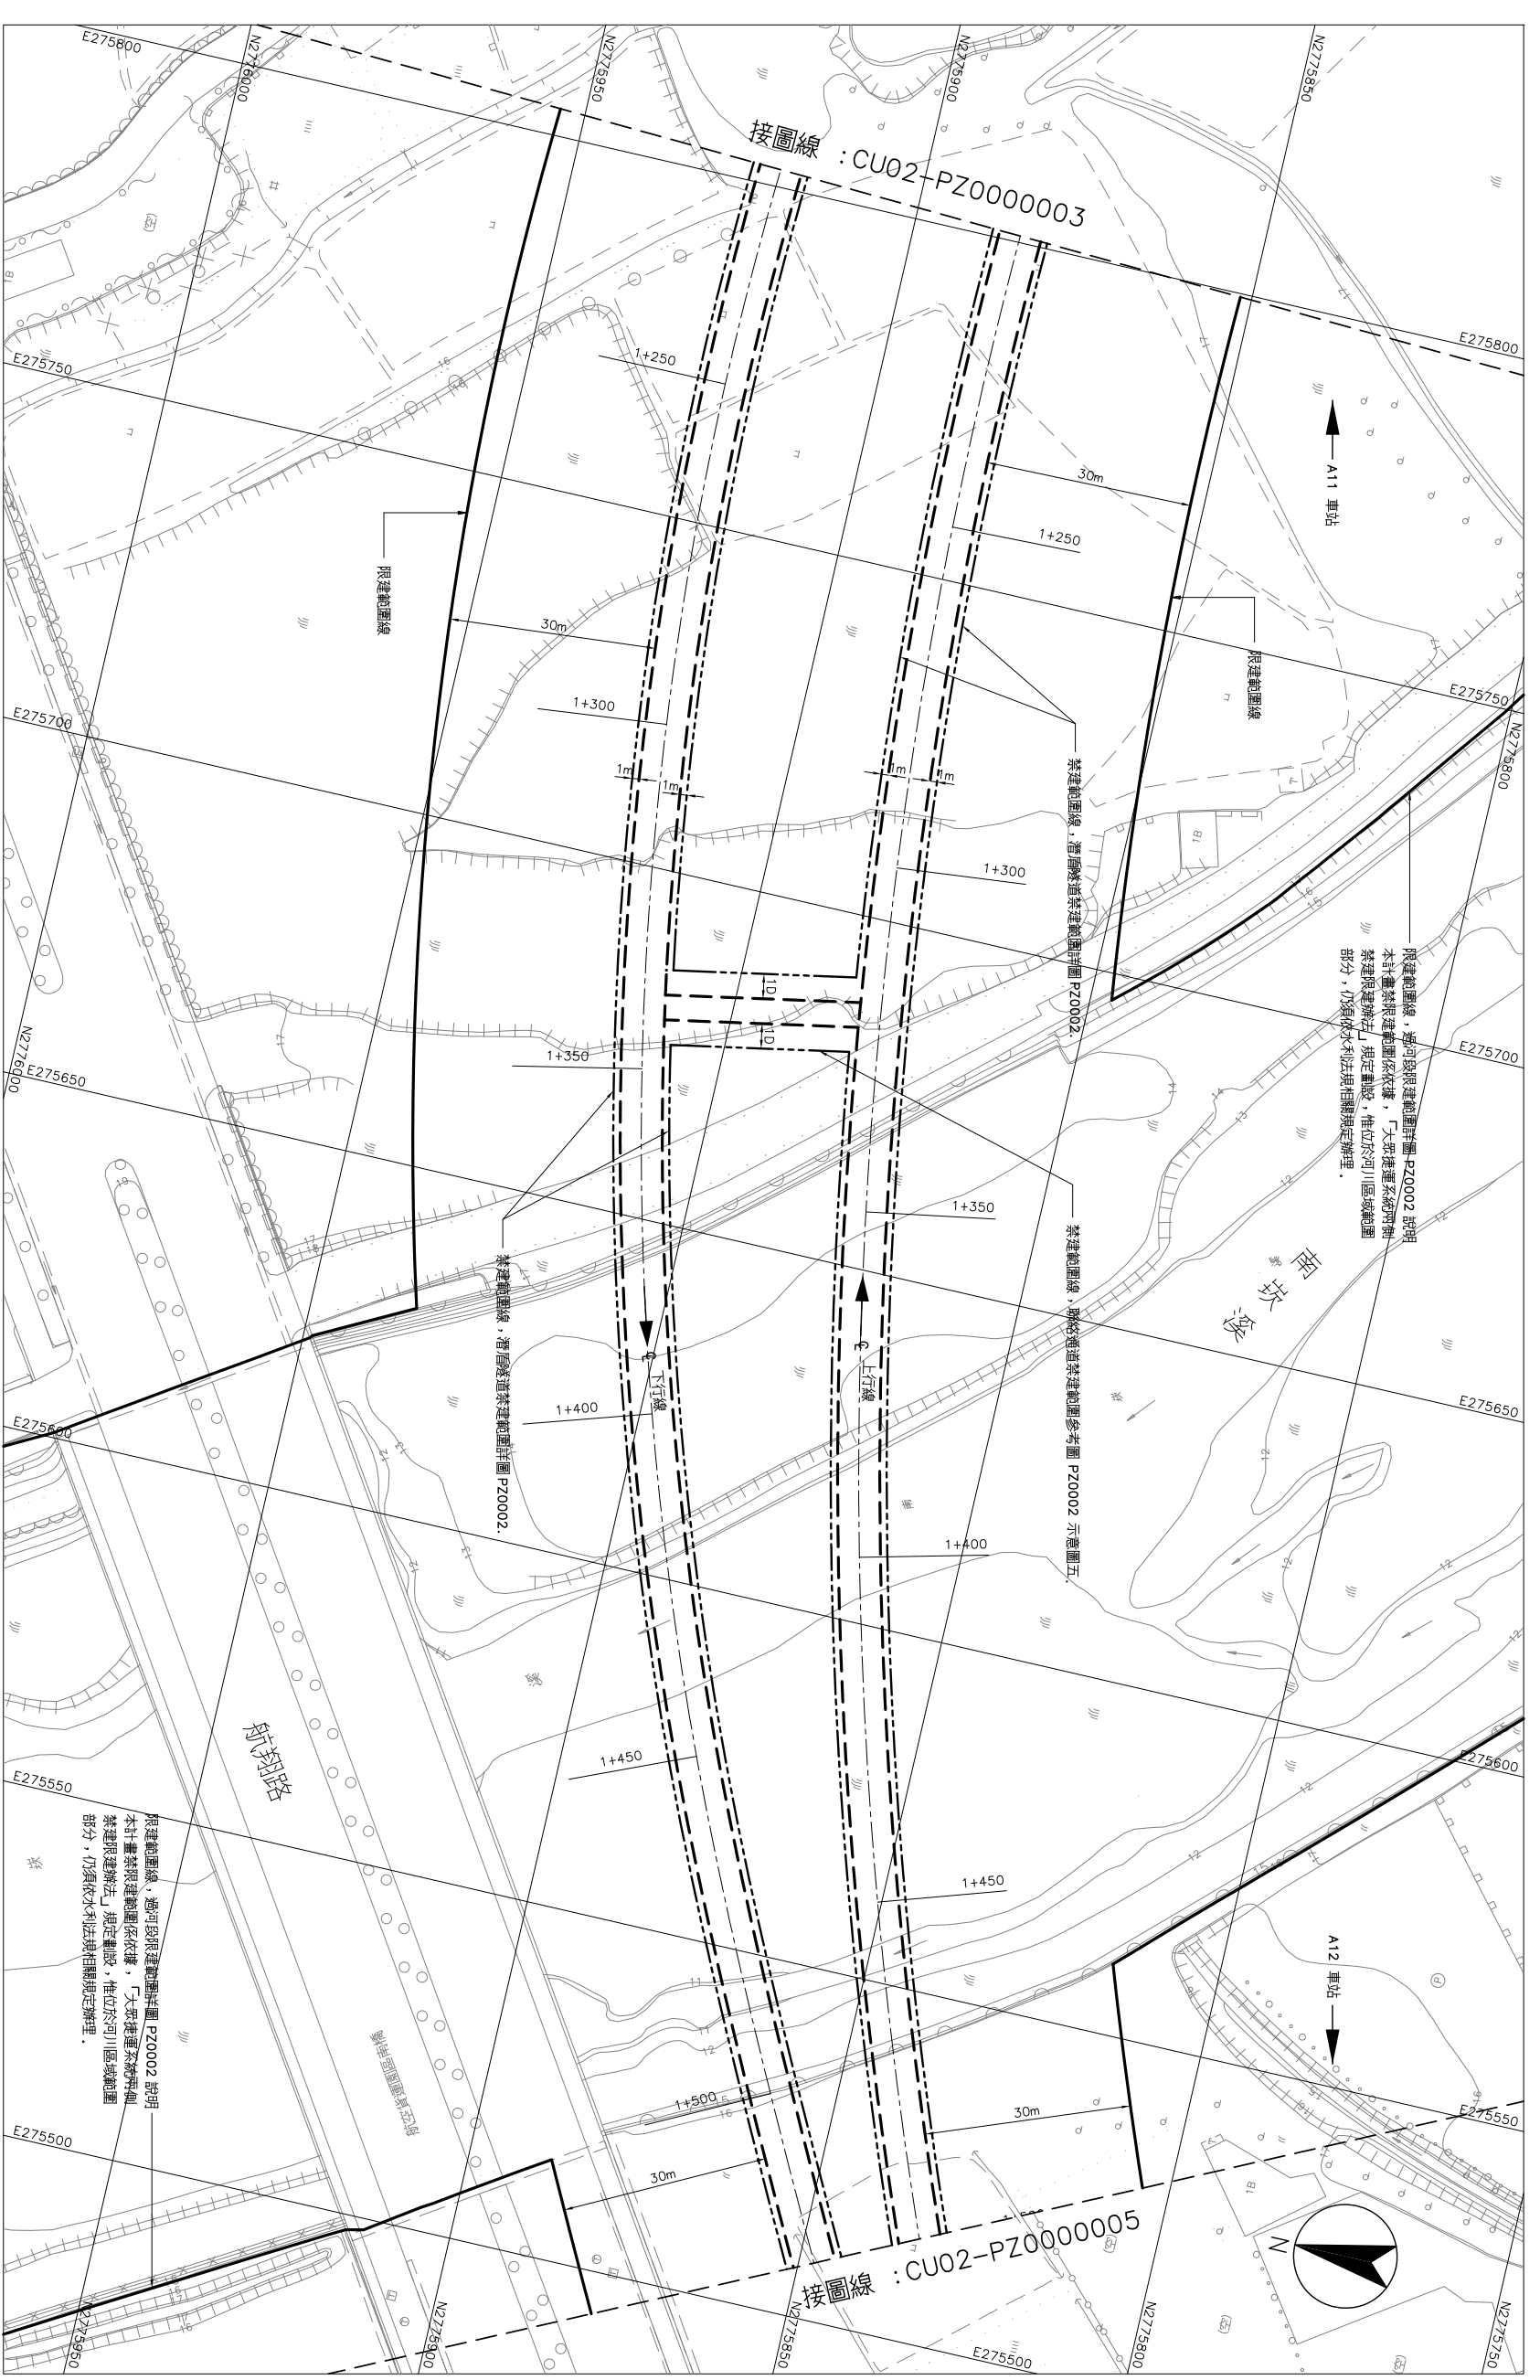 E275800
N2776000
N2775950
N2775900
N2775850
接圖線 :CU02-PZ0000003
E275800
E275750
1+250
30m
A11 車站
1+250
限建範圍線
30m
限建範圍線
E275750
N2775800
E275700
1+300
1m
1m
1m
1m
1+300
禁建範圍線，潛盾隧道禁建範圍詳圖 PZ0002.
限建範圍線，過河段限建範圍詳圖 PZ0002 說明
本計畫禁限建範圍係依據，「大眾捷運系統兩側
禁建限建辦法」規定劃設，惟位於河川區域範圍
部分，仍須依水利法規相關規定辦理．
1D
1D
E275700
N2776000
E275650
1+350
1+350
禁建範圍線，潛盾隧道禁建範圍詳圖 PZ0002.
禁建範圍線，聯絡通道禁建範圍參考圖 PZ0002 示意圖五.
南崁溪
下行線
上行線
E275650
E275600
1+400
1+400
航翔路
1+450
1+450
E275600
E275550
限建範圍線，過河段限建範圍詳圖 PZ0002 說明
本計畫禁限建範圍係依據，「大眾捷運系統兩側
禁建限建辦法」規定劃設，惟位於河川區域範圍
部分，仍須依水利法規相關規定辦理．
A12 車站
1+500
30m
30m
E275550
E275500
接圖線 :CU02-PZ0000005
N
N2775950
N2775900
N2775850
E275500
N2775800
N2775750